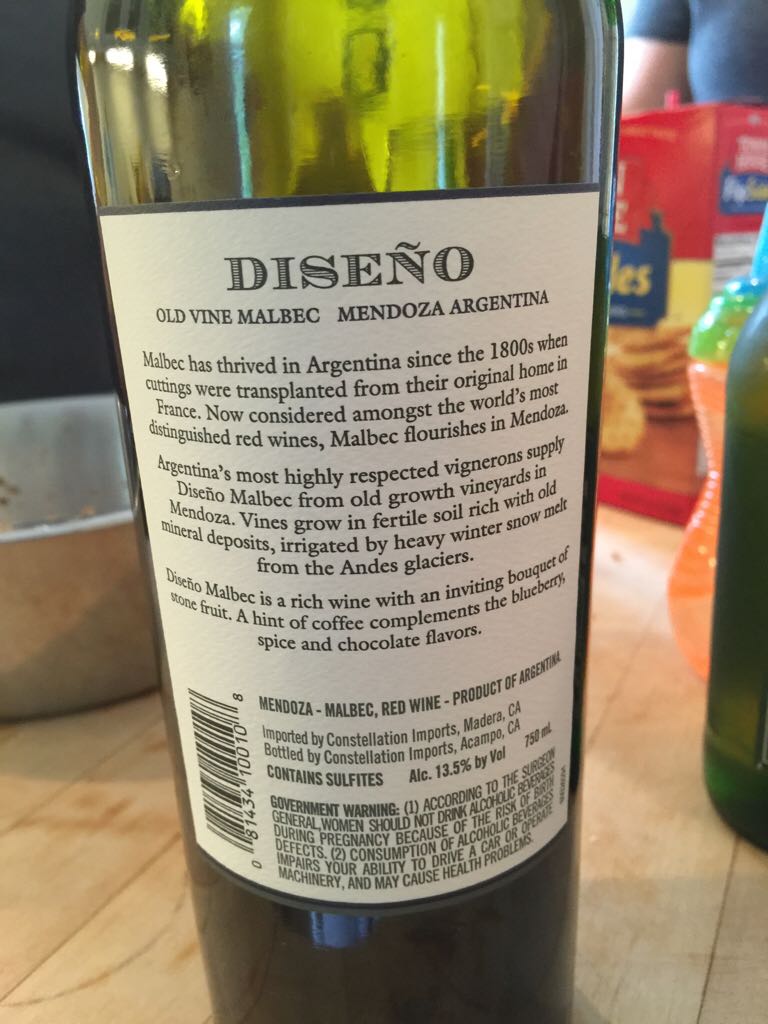 DISEÑO
OLD VINE MALBEC MENDOZA ARGENTINA
Malbec has thrived in Argentina since the 1800s when
cuttings were transplanted from their original home in
France. Now considered amongst the world's most
distinguished red wines, Malbec flourishes in Mendoza.
Argentina's most highly respected vignerons supply
Diseño Malbec from old growth vineyards in
Mendoza. Vines grow in fertile soil rich with old
mineral deposits, irrigated by heavy winter snow melt
from the Andes glaciers.
Diseño Malbec is a rich wine with an inviting bouquet of
stone fruit. A hint of coffee complements the blueberry,
spice and chocolate flavors.
MENDOZA - MALBEC, RED WINE - PRODUCT OF ARGENTINA
Imported by Constellation Imports, Madera, CA
Bottled by Constellation Imports, Acampo, CA
750 mL
CONTAINS SULFITES Alc. 13.5% by Vol
GOVERNMENT WARNING: (1) ACCORDING TO THE SURGEON
GENERAL, WOMEN SHOULD NOT DRINK ALCOHOLIC BEVERAGES
DURING PREGNANCY BECAUSE OF THE RISK OF BIRTH
DEFECTS. (2) CONSUMPTION OF ALCOHOLIC BEVERAGES
IMPAIRS YOUR ABILITY TO DRIVE A CAR OR OPERATE
MACHINERY, AND MAY CAUSE HEALTH PROBLEMS.
0 81434 10010 8
les